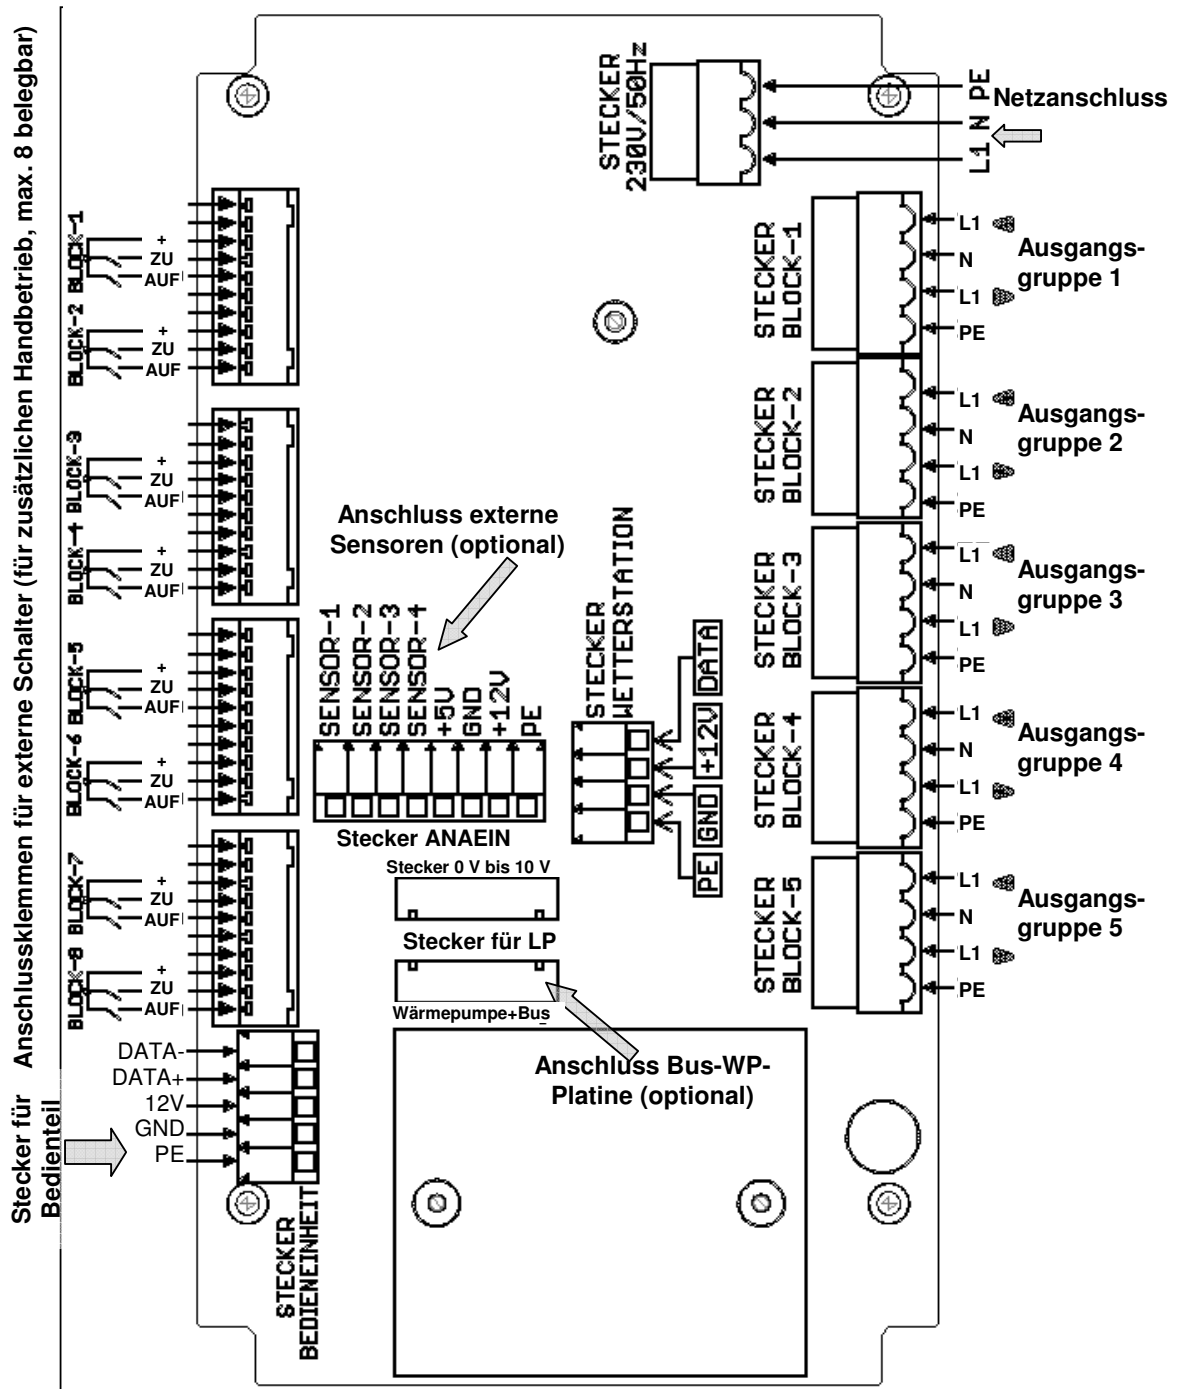 Anschlussklemmen für externe Schalter (für zusätzlichen Handbetrieb, max. 8 belegbar)
Stecker für
Bedienteil
STECKER
230V/50Hz
PE
N
L1
Netzanschluss
BLOCK-1
+
ZU
AUF
BLOCK-2
+
ZU
AUF
BLOCK-3
+
ZU
AUF
BLOCK-4
+
ZU
AUF
BLOCK-5
+
ZU
AUF
BLOCK-6
+
ZU
AUF
BLOCK-7
+
ZU
AUF
BLOCK-8
+
ZU
AUF
DATA-
DATA+
12V
GND
PE
STECKER
BEDIENEINHEIT
Anschluss externe
Sensoren (optional)
SENSOR-1
SENSOR-2
SENSOR-3
SENSOR-4
+5V
GND
+12V
PE
Stecker ANAEIN
Stecker 0 V bis 10 V
Stecker für LP
Wärmepumpe+Bus
Anschluss Bus-WP-
Platine (optional)
STECKER
WETTERSTATION
DATA
+12V
GND
PE
STECKER
BLOCK-1
L1
N
L1
PE
Ausgangs-
gruppe 1
STECKER
BLOCK-2
L1
N
L1
PE
Ausgangs-
gruppe 2
STECKER
BLOCK-3
L1
N
L1
PE
Ausgangs-
gruppe 3
STECKER
BLOCK-4
L1
N
L1
PE
Ausgangs-
gruppe 4
STECKER
BLOCK-5
L1
N
L1
PE
Ausgangs-
gruppe 5